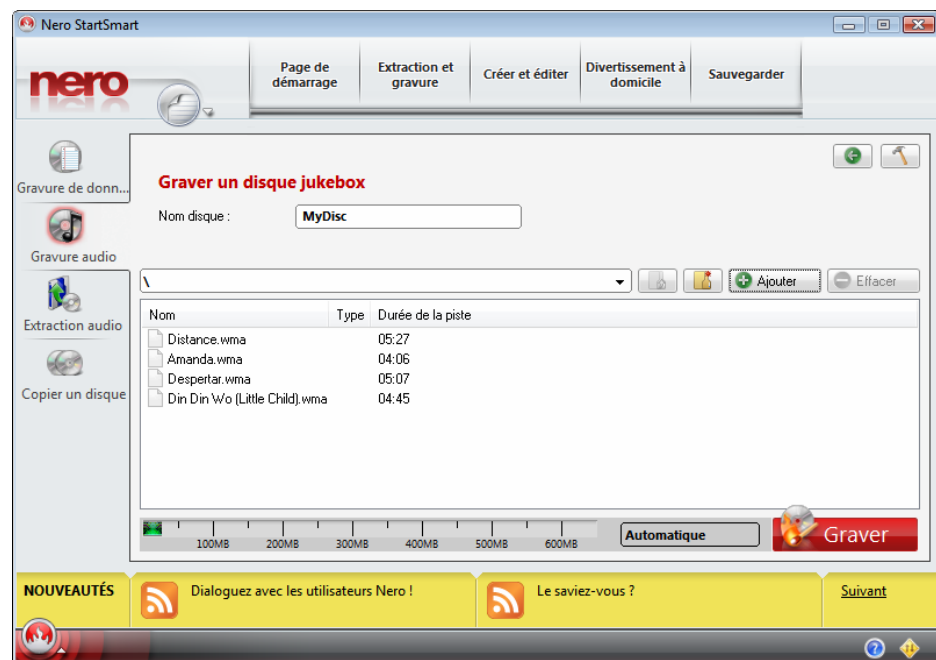 Nero StartSmart
nero
Page de démarrage
Extraction et gravure
Créer et éditer
Divertissement à domicile
Sauvegarder
Gravure de donn...
Gravure audio
Extraction audio
Copier un disque
Graver un disque jukebox
Nom disque :
MyDisc
\
Ajouter
Effacer
Nom Type Durée de la piste
Distance.wma 05:27
Amanda.wma 04:06
Despertar.wma 05:07
Din Din Wo (Little Child).wma 04:45
100MB 200MB 300MB 400MB 500MB 600MB
Automatique
Graver
NOUVEAUTÉS
Dialoguez avec les utilisateurs Nero !
Le saviez-vous ?
Suivant